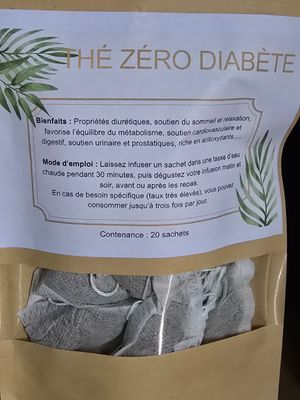 THÉ ZÉRO DIABÈTE
Bienfaits : Propriétés diurétiques, soutien du sommeil et relaxation,
favorise l'équilibre du métabolisme, soutien cardiovasculaire et
digestif, soutien urinaire et prostatiques, riche en antioxydants.....
Mode d'emploi : Laissez infuser un sachet dans une tasse d'eau
chaude pendant 30 minutes, puis dégustez votre infusion matin et
soir, avant ou après les repas.
En cas de besoin spécifique (taux très élevés), vous pouvez
consommer jusqu'à trois fois par jour.
Contenance : 20 sachets